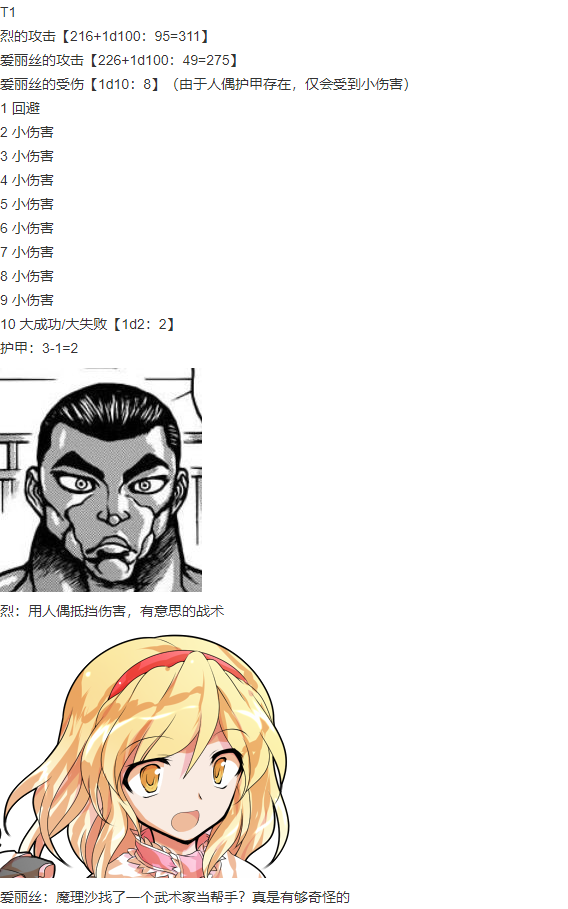 T1
烈的攻击【216+1d100：95=311】
爱丽丝的攻击【226+1d100：49=275】
爱丽丝的受伤【1d10：8】（由于人偶护甲存在，仅会受到小伤害）
1 回避
2 小伤害
3 小伤害
4 小伤害
5 小伤害
6 小伤害
7 小伤害
8 小伤害
9 小伤害
10 大成功/大失败【1d2：2】
护甲：3-1=2
烈：用人偶抵挡伤害，有意思的战术
爱丽丝：魔理沙找了一个武术家当帮手？真是有够奇怪的